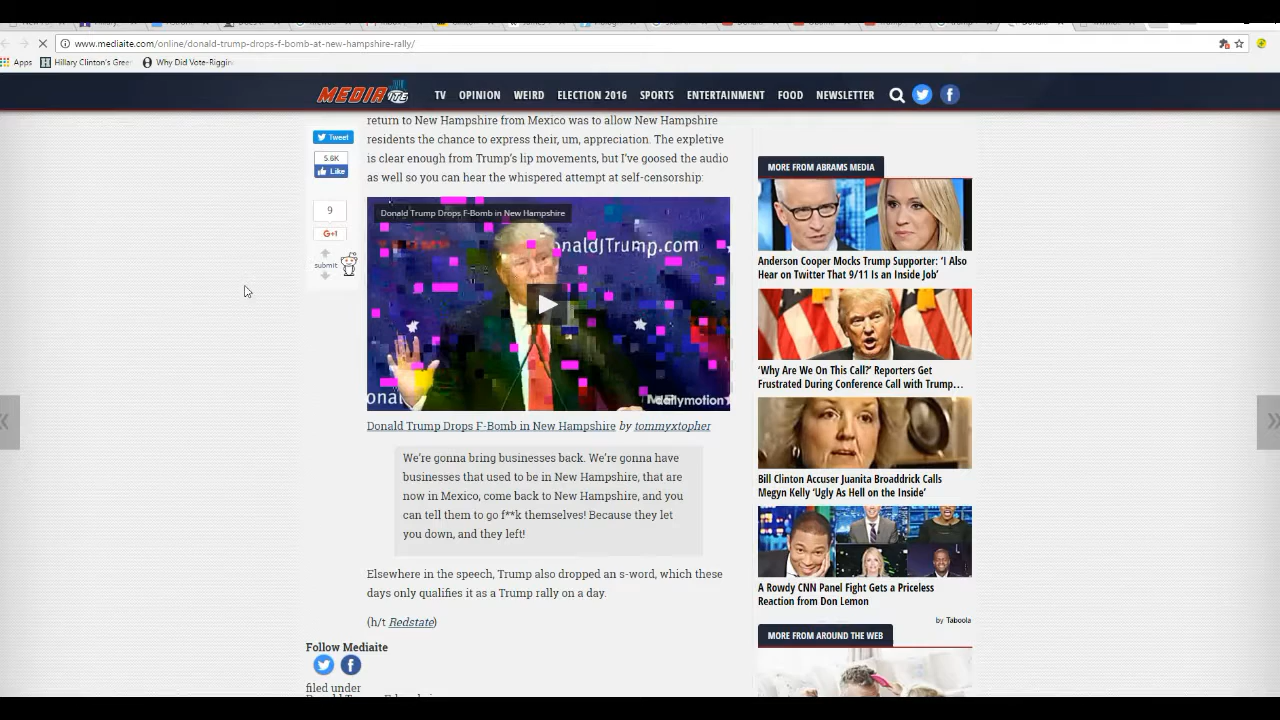 www.mediaite.com/online/donald-trump-drops-f-bomb-at-new-hampshire-rally/
Apps Hillary Clinton's Gree Why Did Vote-Riggin
MEDIAITE TV OPINION WEIRD ELECTION 2016 SPORTS ENTERTAINMENT FOOD NEWSLETTER
return to New Hampshire from Mexico was to allow New Hampshire
residents the chance to express their, um, appreciation. The expletive
is clear enough from Trump's lip movements, but I've goosed the audio
as well so you can hear the whispered attempt at self-censorship:
Tweet
5.6K
Like
9
G+1
submit
Donald Trump Drops F-Bomb in New Hampshire
TRUMP
onaldJTrump.com
onal
dailymotion
Donald Trump Drops F-Bomb in New Hampshire by tommyxtopher
We're gonna bring businesses back. We're gonna have
businesses that used to be in New Hampshire, that are
now in Mexico, come back to New Hampshire, and you
can tell them to go f**k themselves! Because they let
you down, and they left!
Elsewhere in the speech, Trump also dropped an s-word, which these
days only qualifies it as a Trump rally on a day.
(h/t Redstate)
Follow Mediaite
filed under
MORE FROM ABRAMS MEDIA
Anderson Cooper Mocks Trump Supporter: 'I Also
Hear on Twitter That 9/11 Is an Inside Job'
'Why Are We On This Call?' Reporters Get
Frustrated During Conference Call with Trump…
Bill Clinton Accuser Juanita Broaddrick Calls
Megyn Kelly 'Ugly As Hell on the Inside'
A Rowdy CNN Panel Fight Gets a Priceless
Reaction from Don Lemon
by Taboola
MORE FROM AROUND THE WEB